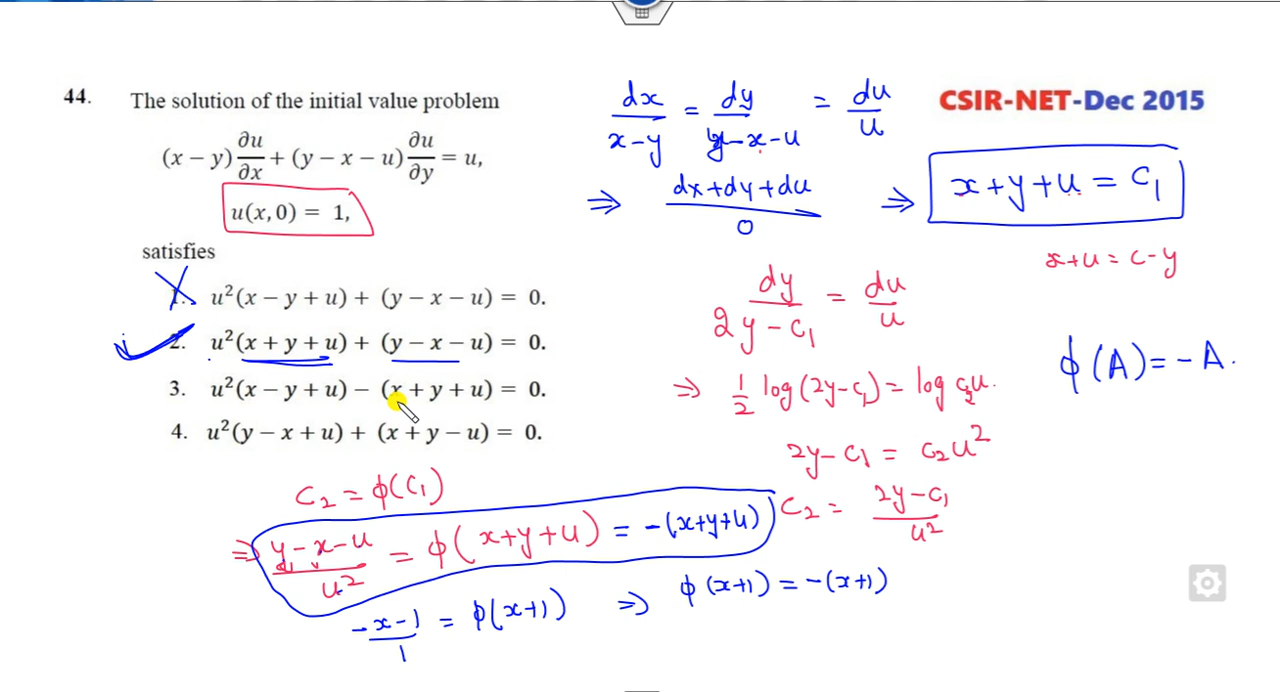 44. The solution of the initial value problem
(x − y) ∂u/∂x + (y − x − u) ∂u/∂y = u,
u(x, 0) = 1,
satisfies
1. u²(x − y + u) + (y − x − u) = 0.
2. u²(x + y + u) + (y − x − u) = 0.
3. u²(x − y + u) − (x + y + u) = 0.
4. u²(y − x + u) + (x + y − u) = 0.
CSIR-NET-Dec 2015
dx/(x−y) = dy/(y−x−u) = du/u
⇒ (dx+dy+du)/0 ⇒ x+y+u = C₁
x+u = c−y
dy/(2y−c₁) = du/u
⇒ 1/2 log(2y−c₁) = log c₂u.
2y−c₁ = c₂u²
C₂ = (2y−c₁)/u²
ϕ(A) = −A.
C₂ = ϕ(C₁)
⇒ (y−x−u)/u² = ϕ(x+y+u) = −(x+y+u)
(−x−1)/1 = ϕ(x+1) ⇒ ϕ(x+1) = −(x+1)